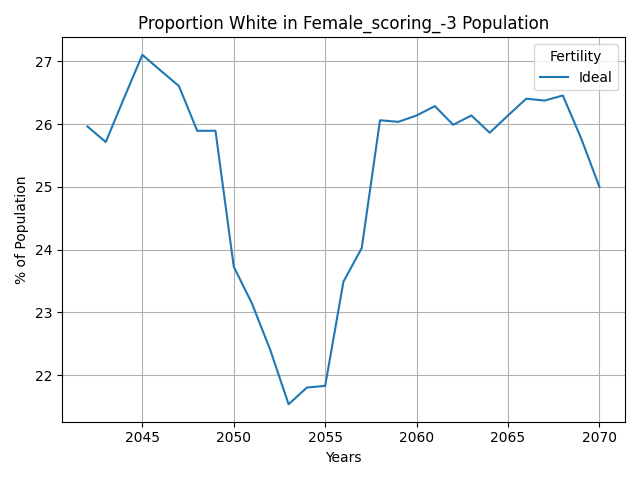 Proportion White in Female_scoring_-3 Population
Fertility
Ideal
27
26
25
24
23
22
% of Population
2045 2050 2055 2060 2065 2070
Years